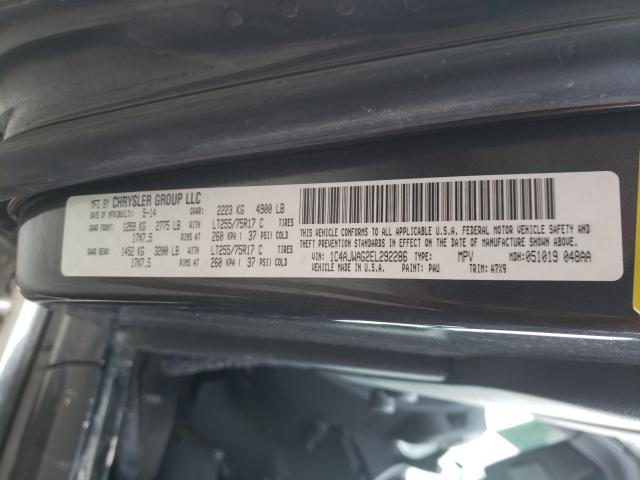 MFD BY CHRYSLER GROUP LLC
DATE OF MFR/BUILT: 5-14 GVWR: 2223 KG 4900 LB
GAWR FRONT: 1259 KG 2775 LB WITH LT255/75R17 C TIRES
17X7.5 RIMS AT 260 KPA ( 37 PSI) COLD
GAWR REAR: 1452 KG 3200 LB WITH LT255/75R17 C TIRES
17X7.5 RIMS AT 260 KPA ( 37 PSI) COLD
THIS VEHICLE CONFORMS TO ALL APPLICABLE U.S.A. FEDERAL MOTOR VEHICLE SAFETY AND
THEFT PREVENTION STANDARDS IN EFFECT ON THE DATE OF MANUFACTURE SHOWN ABOVE.
VIN: 1C4AJWAG2EL292286 TYPE: MPV MDH: 051019 048AA
VEHICLE MADE IN U.S.A. PAINT: PAU TRIM: A7X9